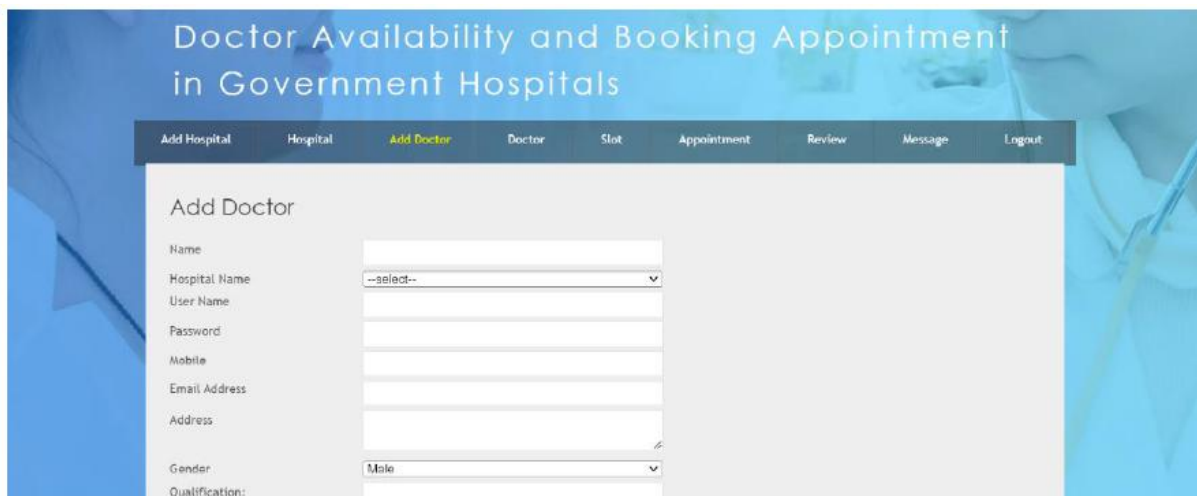 Doctor Availability and Booking Appointment
in Government Hospitals
Add Hospital Hospital Add Doctor Doctor Slot Appointment Review Message Logout
Add Doctor
Name
Hospital Name --select--
User Name
Password
Mobile
Email Address
Address
Gender Male
Qualification: